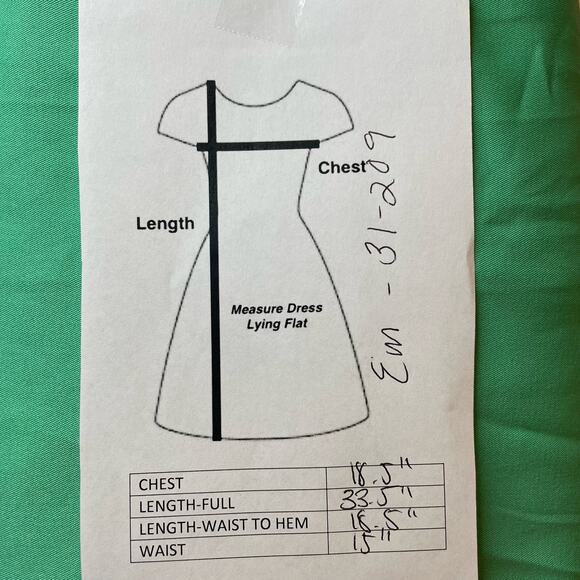 Chest
Length
Measure Dress
Lying Flat
Em - 31-209
CHEST 18.5"
LENGTH-FULL 33.5"
LENGTH-WAIST TO HEM 18.5"
WAIST 15"